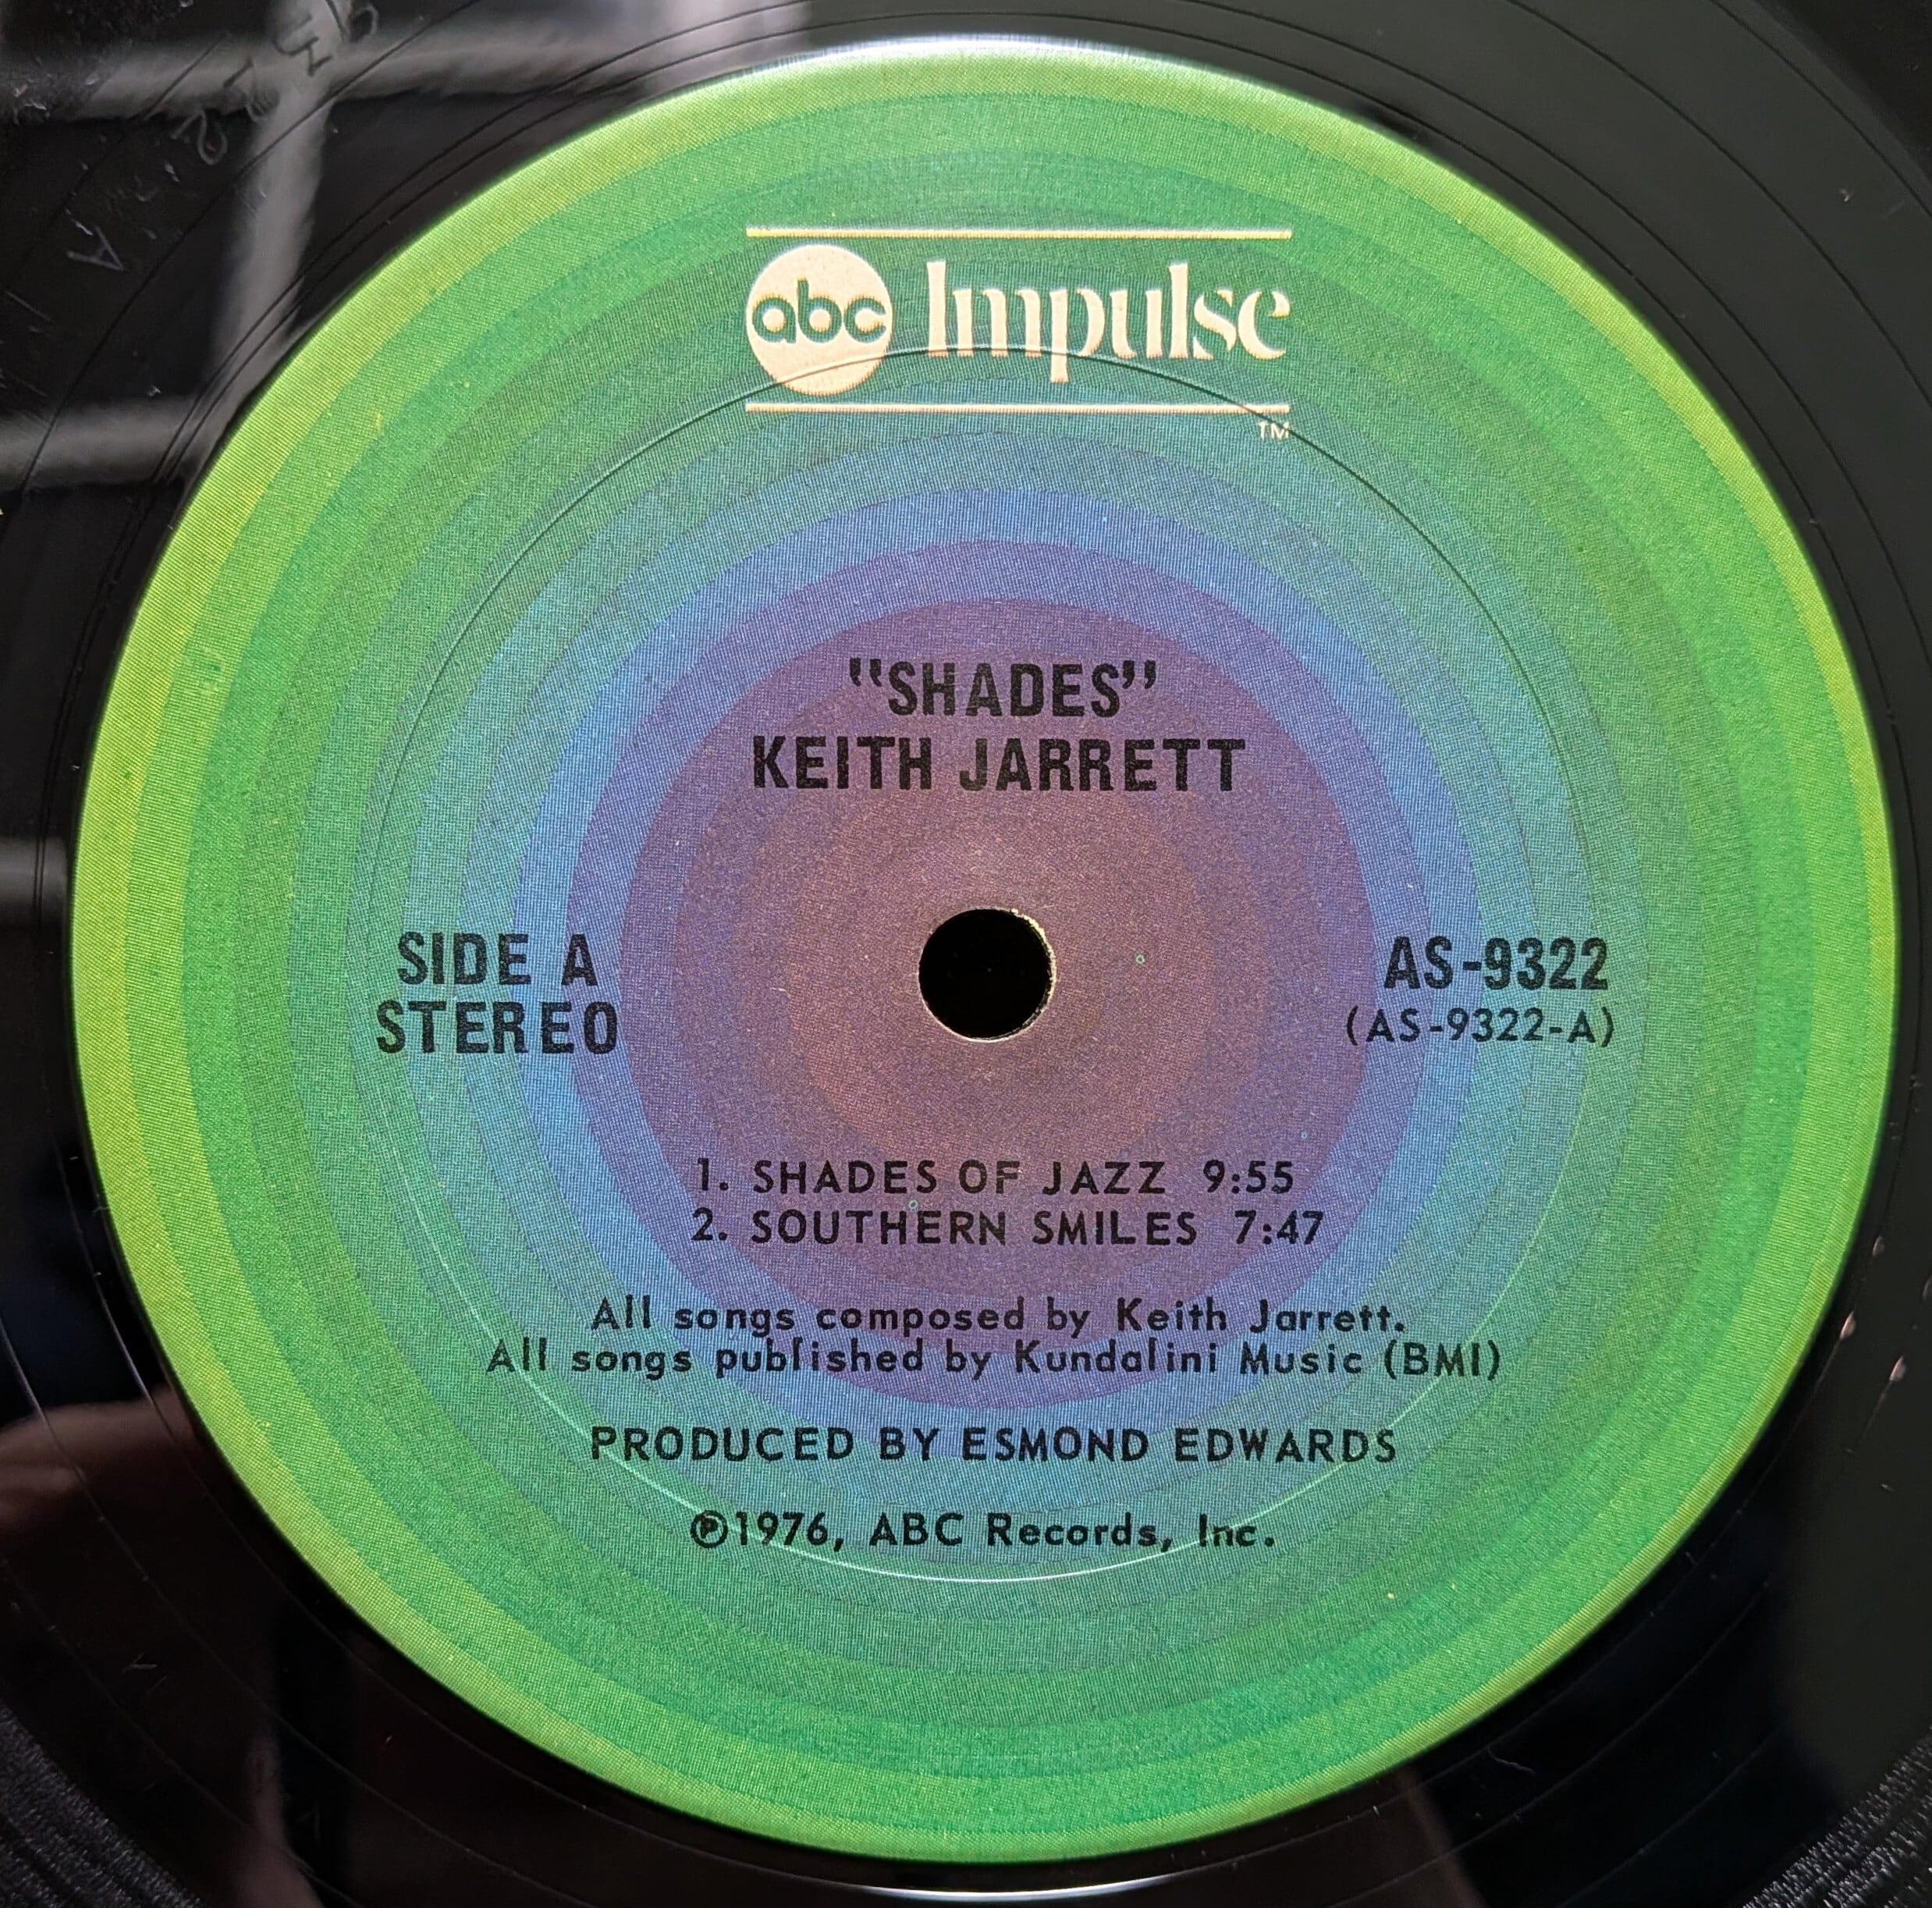 abc Impulse
TM
"SHADES"
KEITH JARRETT
SIDE A
STEREO
AS-9322
(AS-9322-A)
1. SHADES OF JAZZ 9:55
2. SOUTHERN SMILES 7:47
All songs composed by Keith Jarrett.
All songs published by Kundalini Music (BMI)
PRODUCED BY ESMOND EDWARDS
℗1976, ABC Records, Inc.